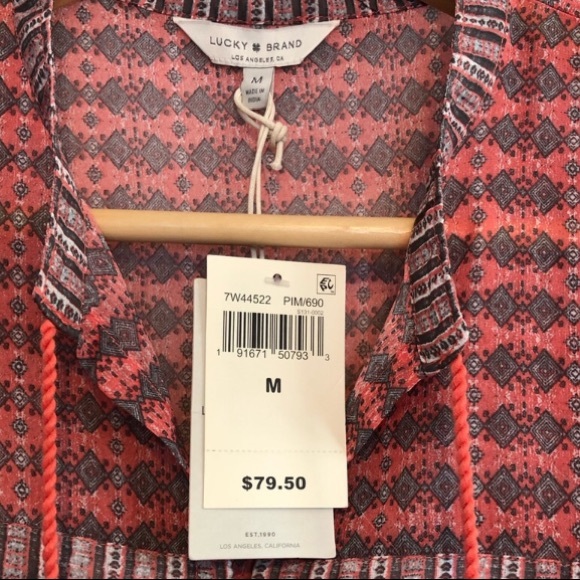 LUCKY BRAND
LOS ANGELES, CA
M
MADE IN
INDIA
7W44522 PIM/690
1 91671 50793 3
M
$79.50
EST.1990
LOS ANGELES, CALIFORNIA